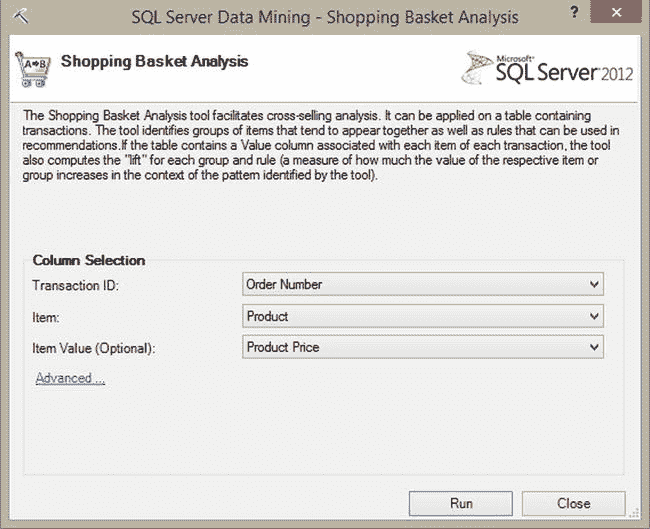 SQL Server Data Mining - Shopping Basket Analysis
?
×
A⇒B
Shopping Basket Analysis
Microsoft®
SQL Server®2012
The Shopping Basket Analysis tool facilitates cross-selling analysis. It can be applied on a table containing
transactions. The tool identifies groups of items that tend to appear together as well as rules that can be used in
recommendations.If the table contains a Value column associated with each item of each transaction, the tool
also computes the "lift" for each group and rule (a measure of how much the value of the respective item or
group increases in the context of the pattern identified by the tool).
Column Selection
Transaction ID:
Order Number
Item:
Product
Item Value (Optional):
Product Price
Advanced ...
Run
Close